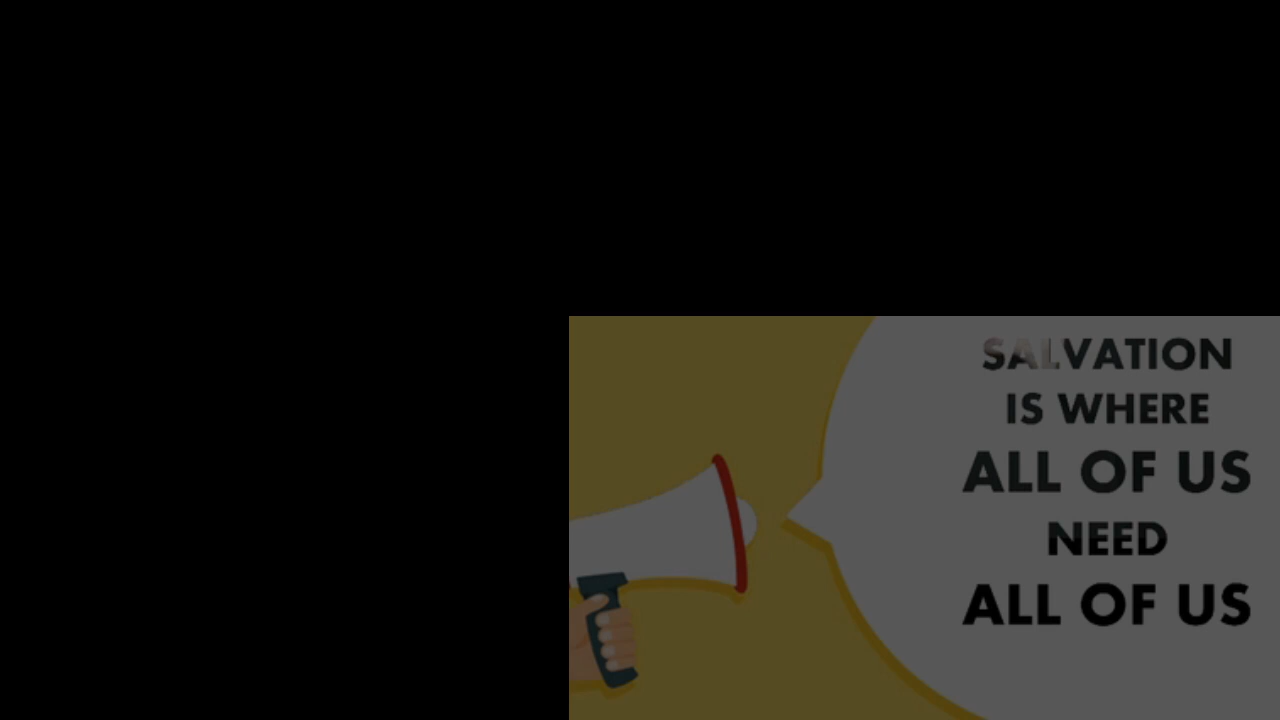 SALVATION
IS WHERE
ALL OF US
NEED
ALL OF US